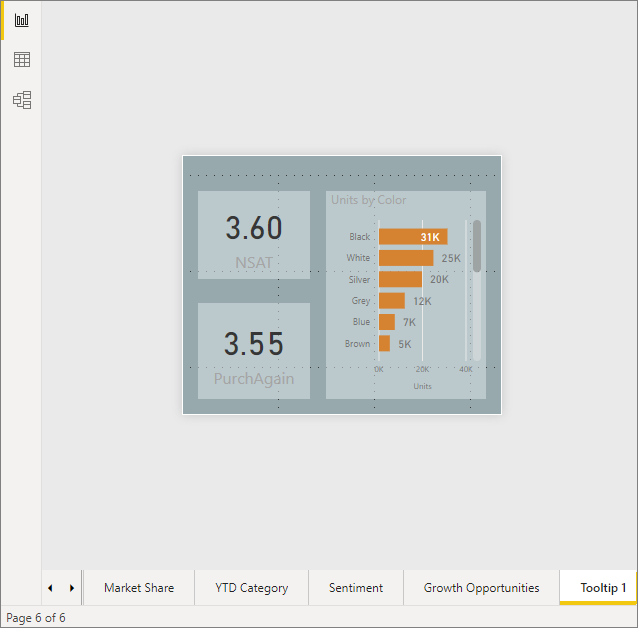 3.60
NSAT
3.55
PurchAgain
Units by Color
Black 31K
White 25K
Silver 20K
Grey 12K
Blue 7K
Brown 5K
0K 20K 40K
Units
Market Share YTD Category Sentiment Growth Opportunities Tooltip 1
Page 6 of 6